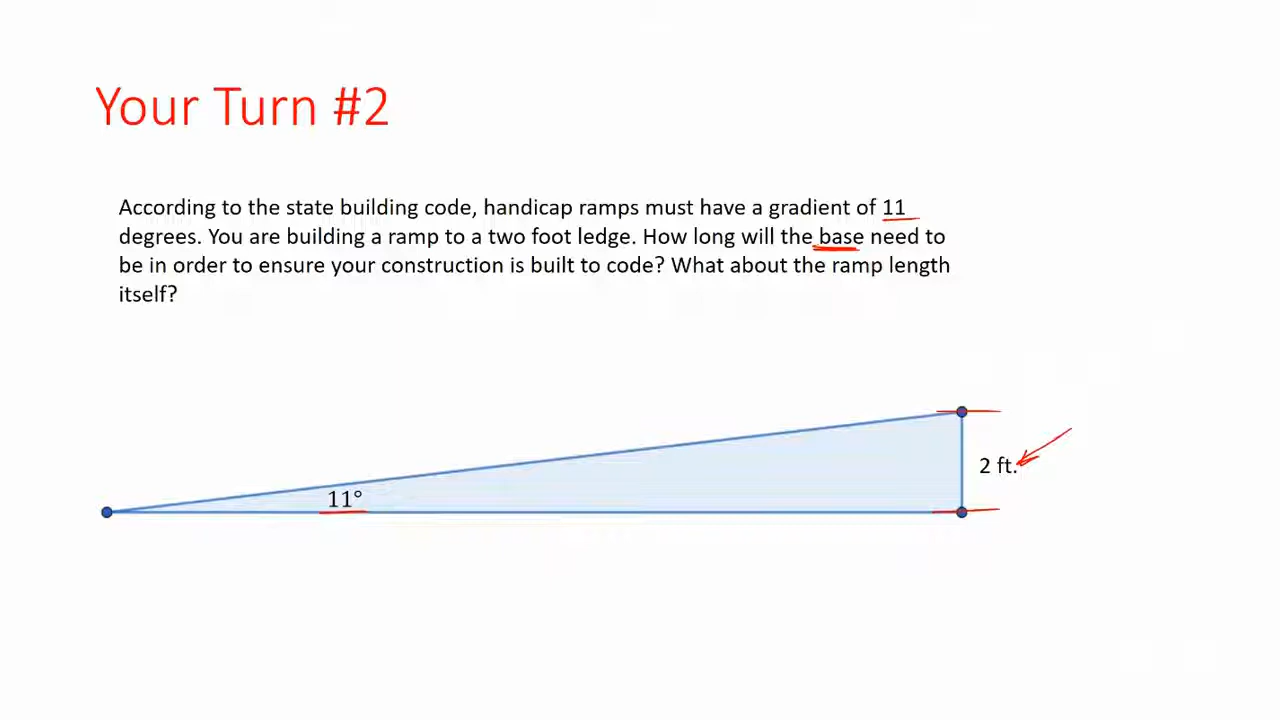 Your Turn #2
According to the state building code, handicap ramps must have a gradient of 11
degrees. You are building a ramp to a two foot ledge. How long will the base need to
be in order to ensure your construction is built to code? What about the ramp length
itself?
2 ft.
11°